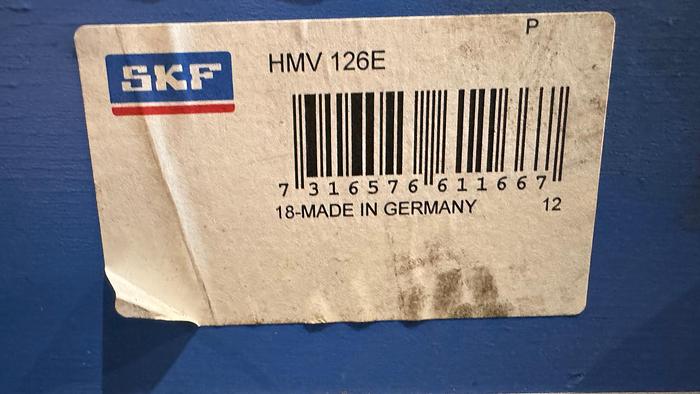 P
SKF
HMV 126E
7 316576 611667
18-MADE IN GERMANY 12